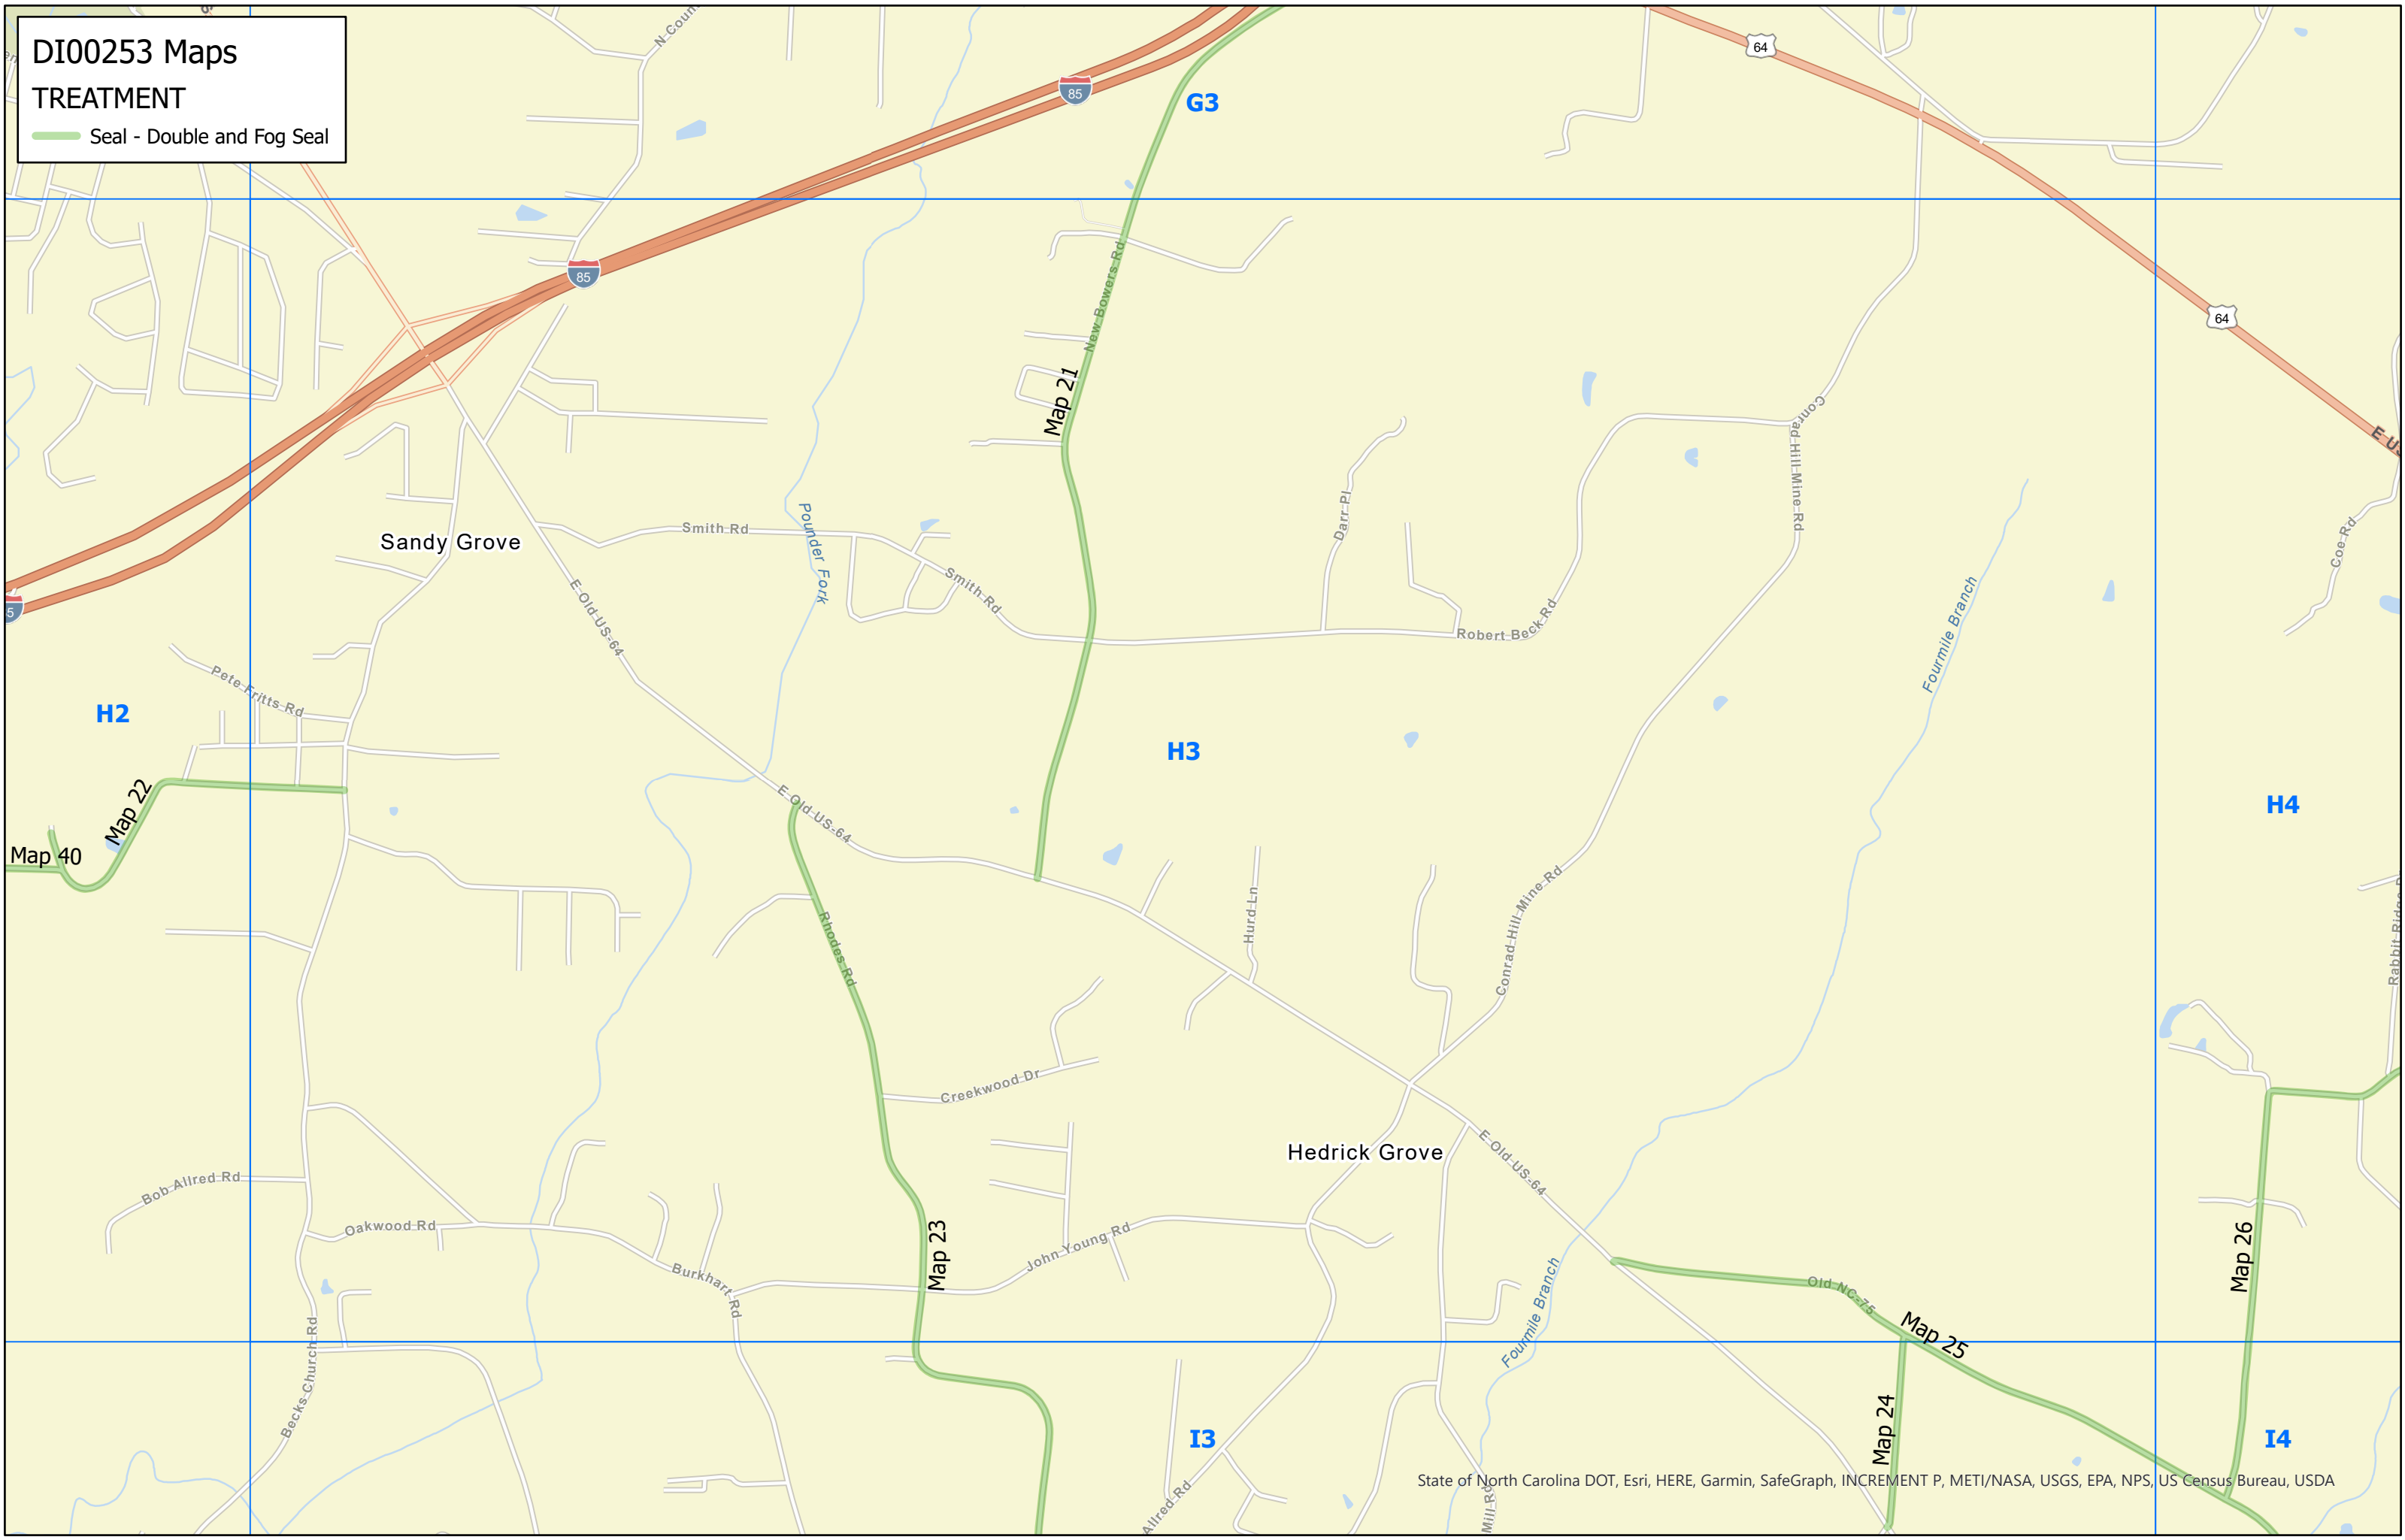 DI00253 Maps
TREATMENT
Seal - Double and Fog Seal
N Coun
85
G3
64
85
64
New Bowers Rd
Map 21
E US
Conrad Hill Mine Rd
Darr Pl
Pounder Fork
Smith Rd
Sandy Grove
Coe Rd
Smith Rd
E Old US-64
5
Robert Beck Rd
Fourmile Branch
Pete Fritts Rd
H2
H3
Map 22
E Old US-64
H4
Map 40
Hurd Ln
Rhodes Rd
Conrad Hill Mine Rd
Rabbit Ridge R
Creekwood Dr
Hedrick Grove
E Old US-64
Bob Allred Rd
Oakwood Rd
Map 23
John Young Rd
Map 26
Burkhart Rd
Old NC-75
Fourmile Branch
Map 25
Becks Church Rd
Map 24
I3
I4
State of North Carolina DOT, Esri, HERE, Garmin, SafeGraph, INCREMENT P, METI/NASA, USGS, EPA, NPS, US Census Bureau, USDA
Allred Rd
Mill R